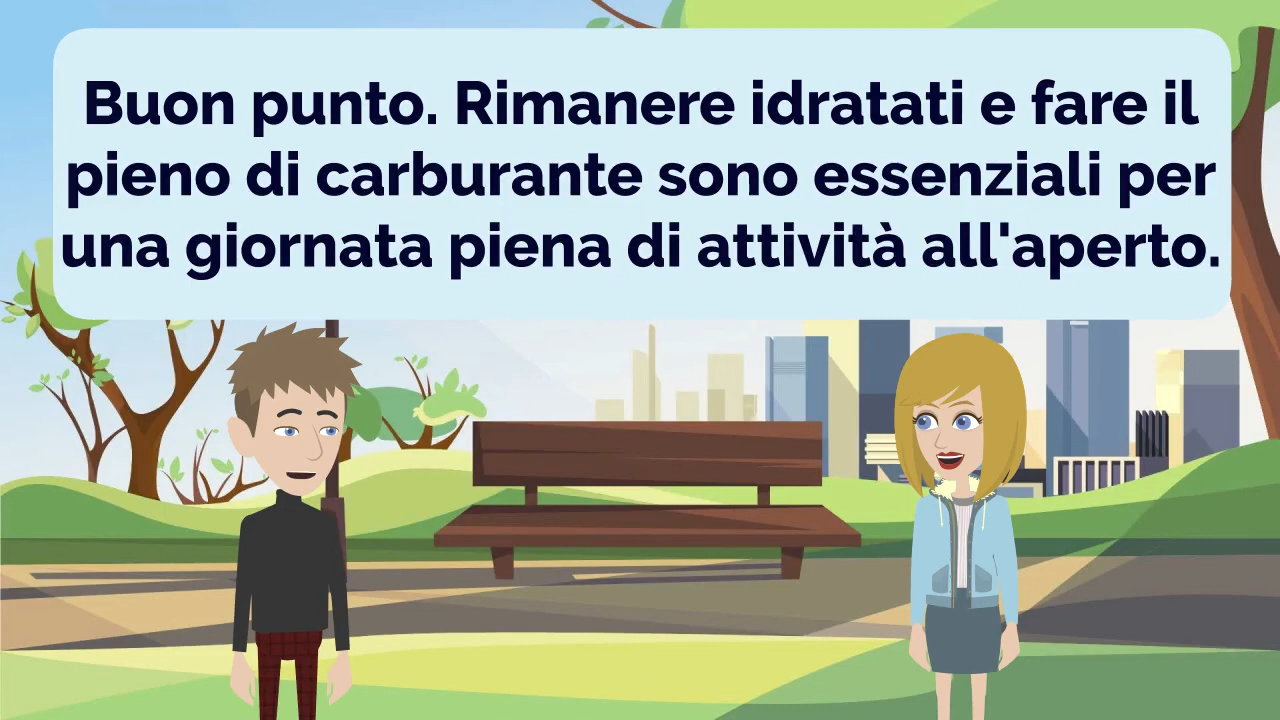 Buon punto. Rimanere idratati e fare il
pieno di carburante sono essenziali per
una giornata piena di attività all'aperto.